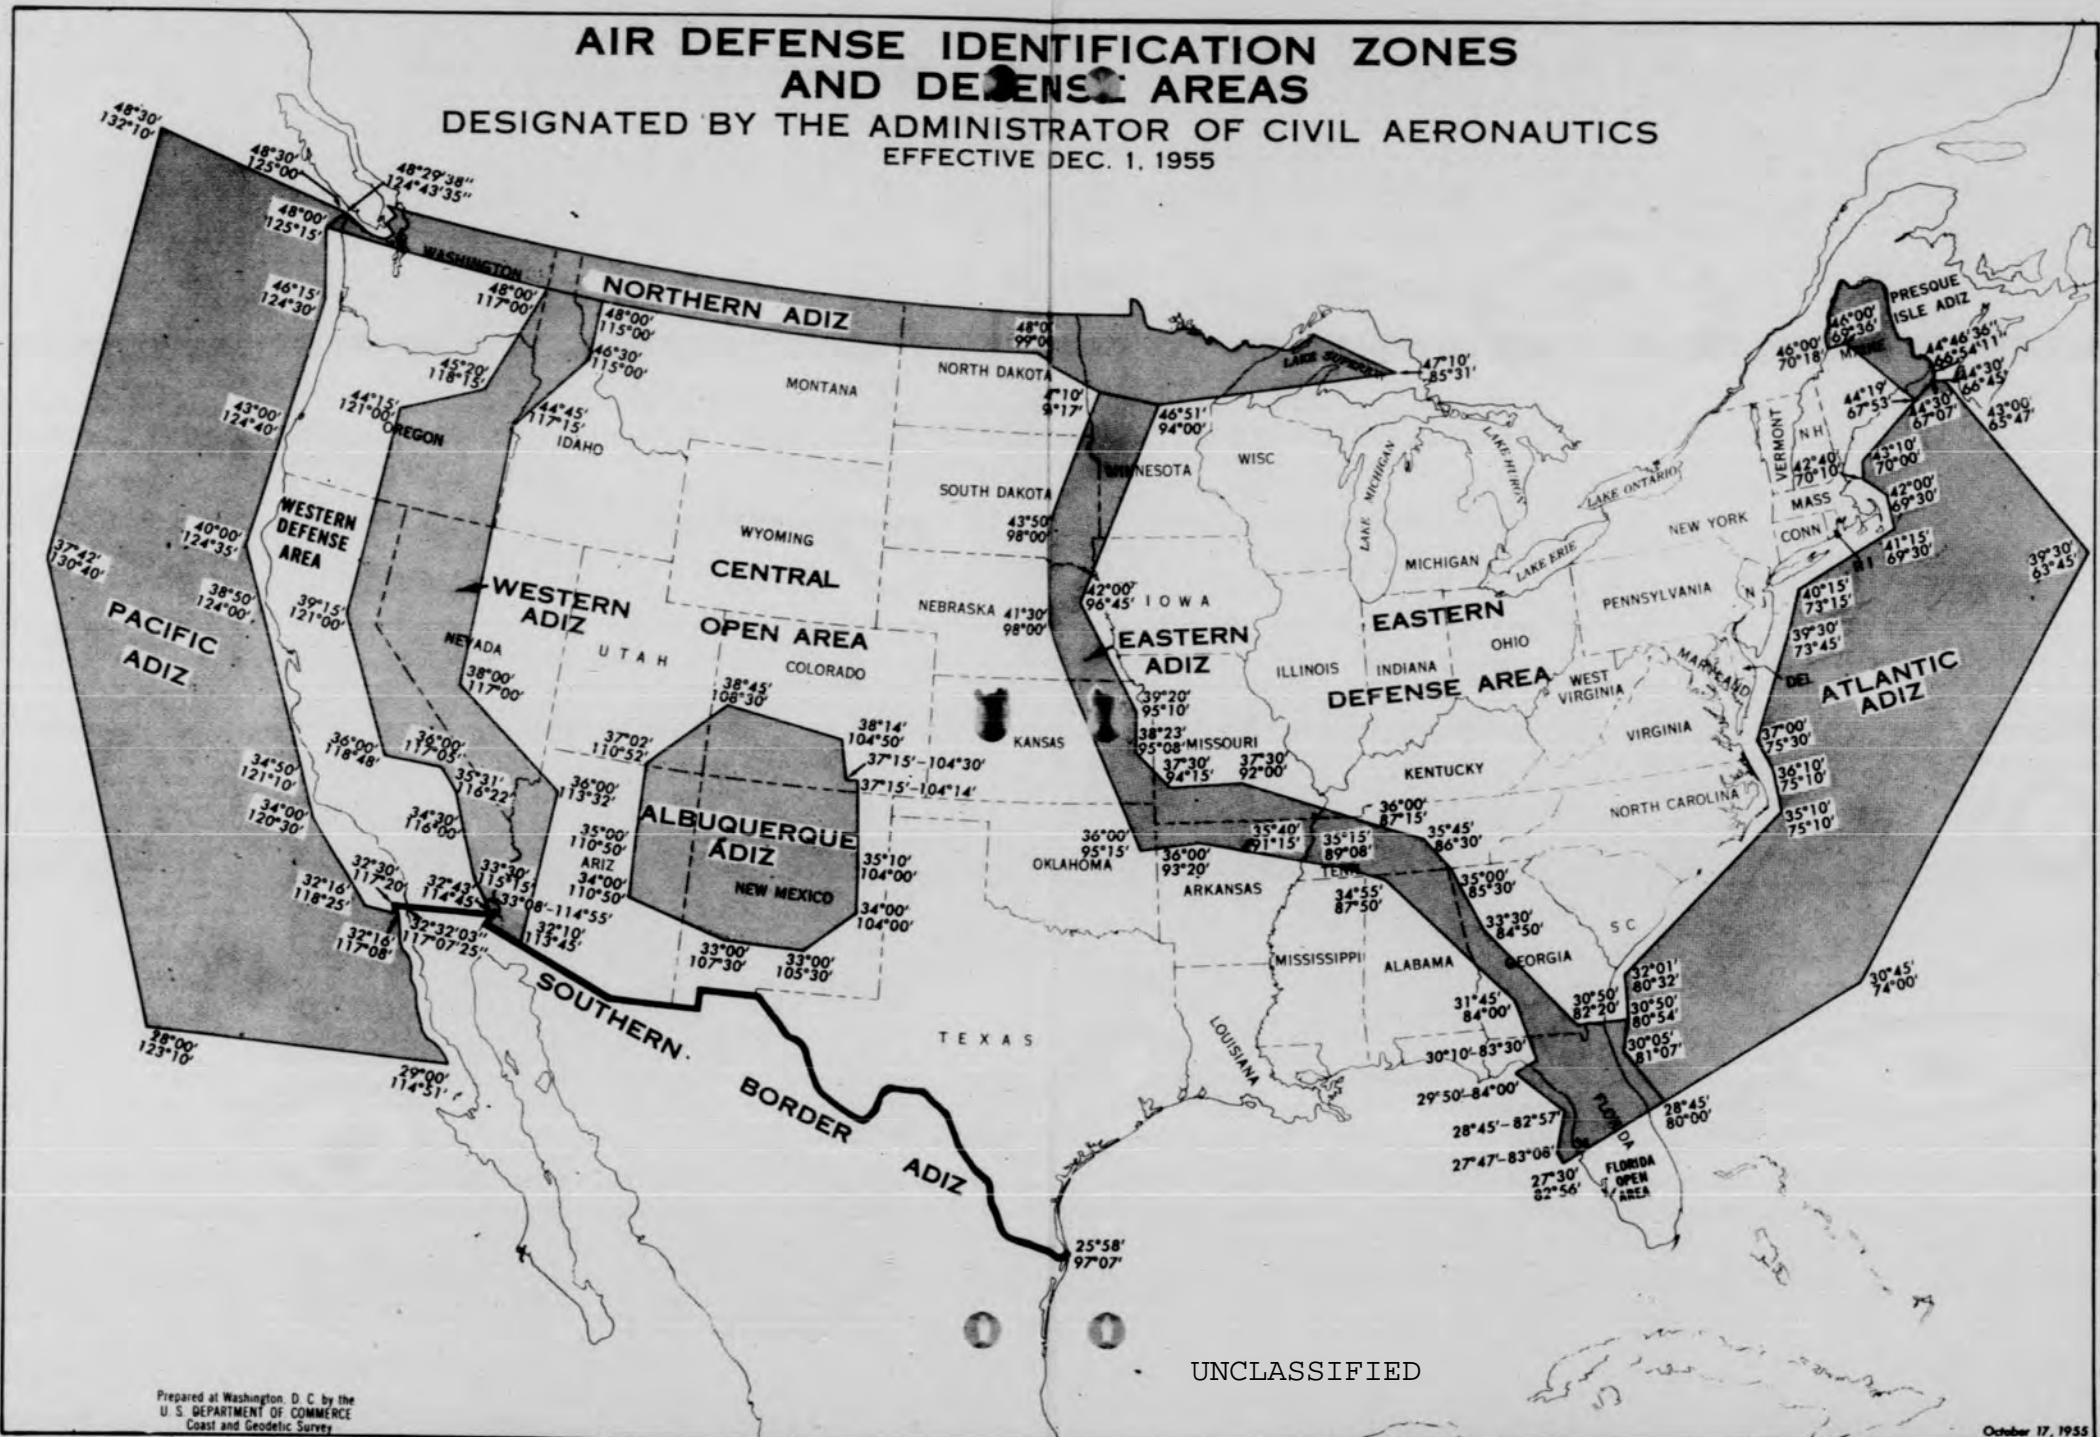 AIR DEFENSE IDENTIFICATION ZONES
AND DEFENSE AREAS
DESIGNATED BY THE ADMINISTRATOR OF CIVIL AERONAUTICS
EFFECTIVE DEC. 1, 1955
48°30'
132°10'
48°30'
125°00'
48°29'38"
124°43'35"
48°00'
125°15'
WASHINGTON
48°00'
117°00'
NORTHERN ADIZ
48°00'
115°00'
46°15'
124°30'
46°30'
115°00'
45°20'
118°15'
44°15'
121°00'
OREGON
44°45'
117°15'
IDAHO
MONTANA
NORTH DAKOTA
LAKE SUPERIOR
47°10'
85°31'
46°51'
94°00'
PRESQUE
ISLE ADIZ
46°00'
69°36'
46°00'
70°18'
MAINE
44°46'36"
66°54'11"
44°30'
66°45'
44°19'
67°53'
44°30'
67°07'
43°00'
65°47'
43°00'
124°40'
VERMONT
N H
43°10'
70°00'
42°40'
70°10'
MASS
42°00'
69°30'
CONN
R I
41°15'
69°30'
MINNESOTA
WISC
LAKE MICHIGAN
LAKE HURON
LAKE ONTARIO
LAKE ERIE
NEW YORK
MICHIGAN
SOUTH DAKOTA
43°50'
98°00'
WESTERN
DEFENSE
AREA
WYOMING
CENTRAL
OPEN AREA
40°00'
124°35'
37°42'
130°40'
38°50'
124°00'
39°15'
121°00'
PACIFIC
ADIZ
WESTERN
ADIZ
NEVADA
UTAH
COLORADO
NEBRASKA
41°30'
98°00'
42°00'
96°45'
IOWA
EASTERN
ADIZ
EASTERN
DEFENSE AREA
ILLINOIS
INDIANA
OHIO
PENNSYLVANIA
N
40°15'
73°15'
39°30'
73°45'
39°30'
63°45'
MARYLAND
DEL
WEST
VIRGINIA
VIRGINIA
ATLANTIC
ADIZ
38°00'
117°00'
38°45'
108°30'
38°14'
104°50'
37°15'-104°30'
37°15'-104°14'
37°02'
110°52'
KANSAS
39°20'
95°10'
38°23'
95°08'
MISSOURI
37°30'
94°15'
37°30'
92°00'
KENTUCKY
37°00'
75°30'
36°10'
75°10'
35°10'
75°10'
NORTH CAROLINA
34°50'
121°10'
36°00'
118°48'
36°00'
117°05'
35°31'
116°22'
36°00'
113°32'
34°00'
120°30'
34°30'
116°00'
35°00'
110°50'
ARIZ
34°00'
110°50'
ALBUQUERQUE
ADIZ
NEW MEXICO
35°10'
104°00'
34°00'
104°00'
33°00'
107°30'
33°00'
105°30'
36°00'
95°15'
OKLAHOMA
36°00'
93°20'
ARKANSAS
35°40'
91°15'
35°15'
89°08'
TENN
36°00'
87°15'
35°45'
86°30'
34°55'
87°50'
35°00'
85°30'
33°30'
84°50'
S C
GEORGIA
MISSISSIPPI
ALABAMA
32°30'
117°20'
32°16'
118°25'
32°43'
114°45'
33°30'
115°15'
33°08'-114°55'
32°16'
117°08'
32°32'03"
117°07'25"
32°10'
113°45'
SOUTHERN
BORDER
ADIZ
TEXAS
LOUISIANA
31°45'
84°00'
30°50'
82°20'
32°01'
80°32'
30°50'
80°54'
30°05'
81°07'
30°45'
74°00'
30°10'-83°30'
29°50'-84°00'
28°45'-82°57'
27°47'-83°08'
27°30'
82°56'
28°45'
80°00'
FLORIDA
FLORIDA
OPEN
AREA
28°00'
123°10'
29°00'
114°51'
25°58'
97°07'
UNCLASSIFIED
Prepared at Washington, D. C. by the
U. S. DEPARTMENT OF COMMERCE
Coast and Geodetic Survey
October 17, 1955